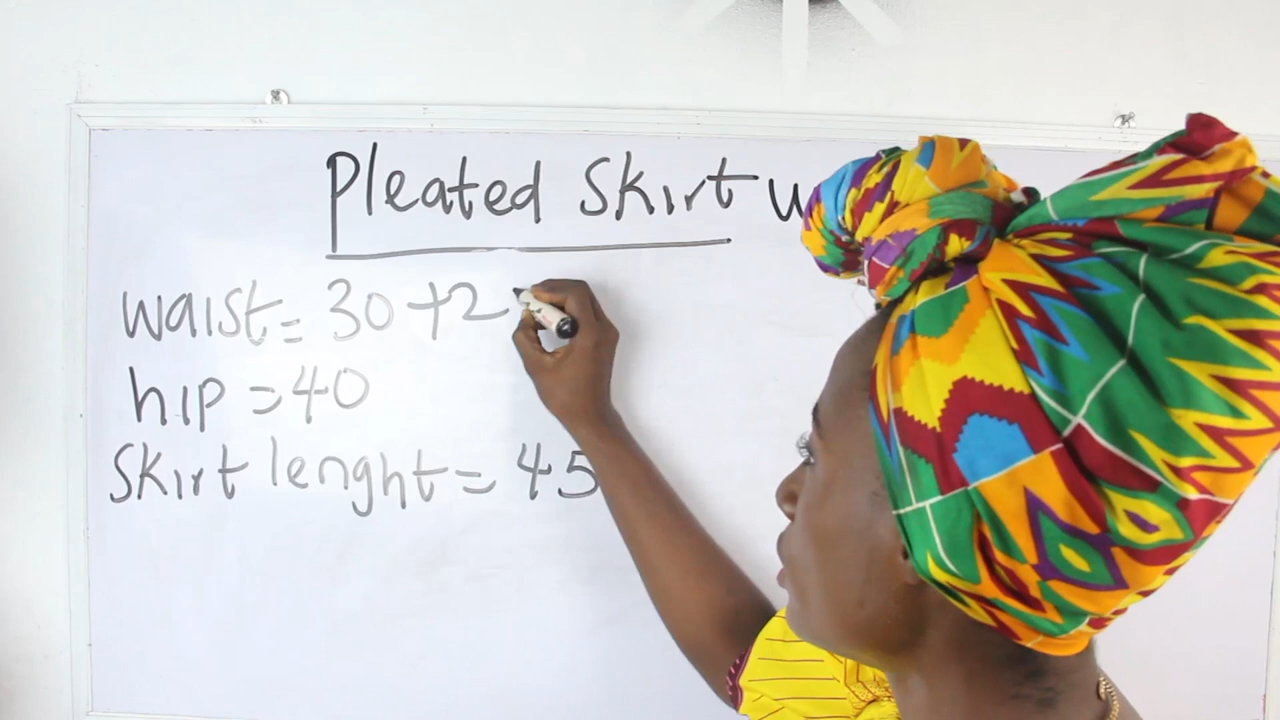 Pleated Skirt
waist = 30 + 2
hip = 40
Skirt lenght = 45